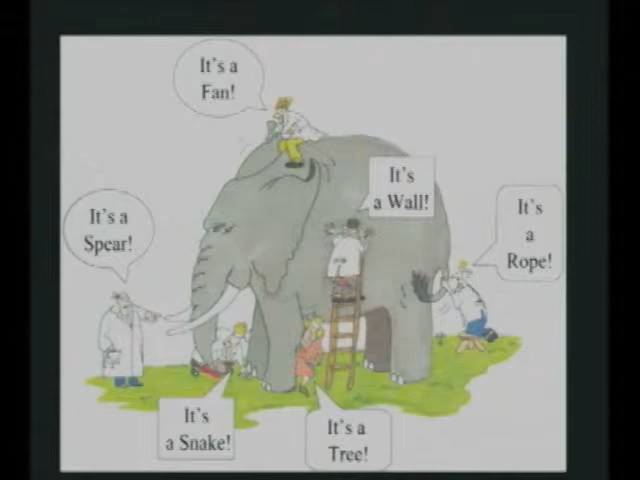 It's a
Fan!
It's
a Wall!
It's a
Spear!
It's
a
Rope!
It's
a Snake!
It's a
Tree!